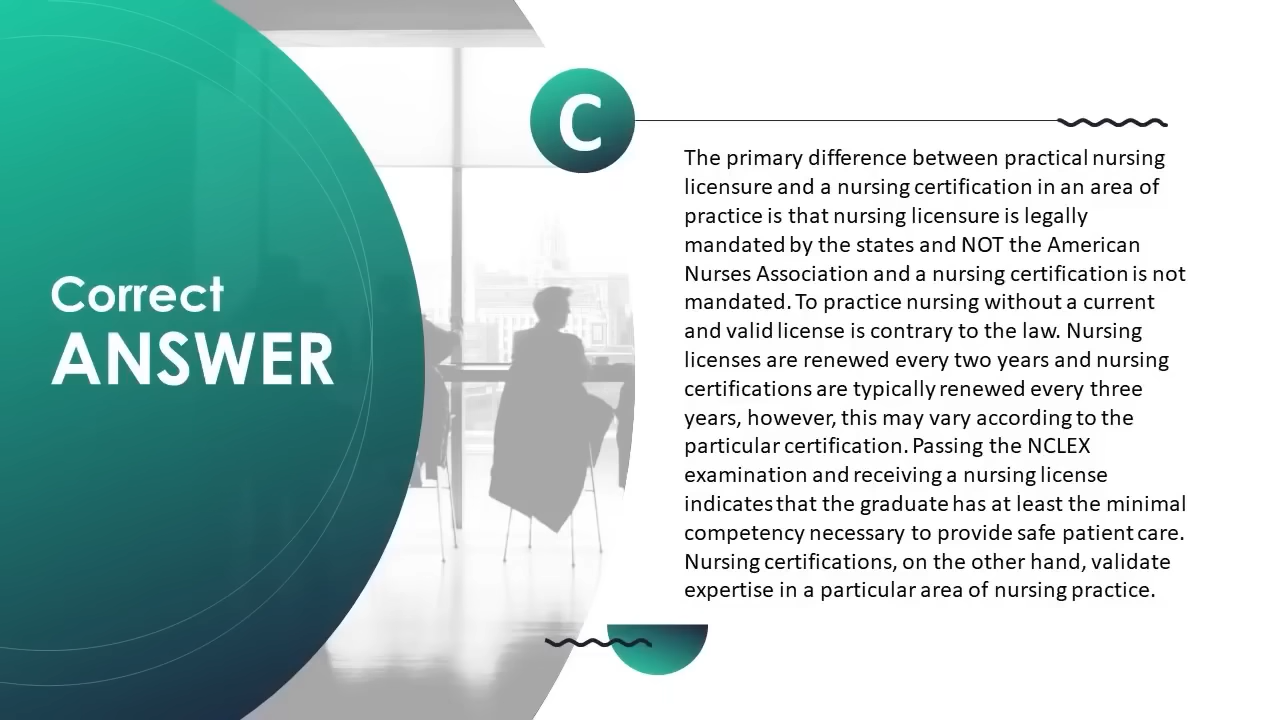 Correct
ANSWER
C
The primary difference between practical nursing
licensure and a nursing certification in an area of
practice is that nursing licensure is legally
mandated by the states and NOT the American
Nurses Association and a nursing certification is not
mandated. To practice nursing without a current
and valid license is contrary to the law. Nursing
licenses are renewed every two years and nursing
certifications are typically renewed every three
years, however, this may vary according to the
particular certification. Passing the NCLEX
examination and receiving a nursing license
indicates that the graduate has at least the minimal
competency necessary to provide safe patient care.
Nursing certifications, on the other hand, validate
expertise in a particular area of nursing practice.